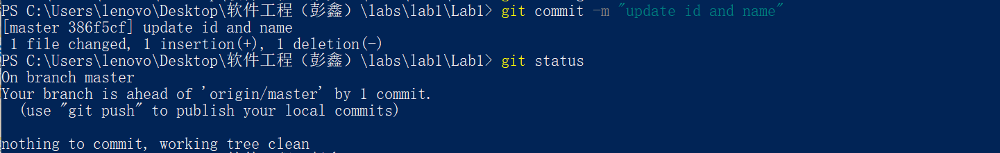 PS C:\Users\lenovo\Desktop\软件工程（彭鑫）\labs\lab1\Lab1> git commit -m "update id and name"
[master 386f5cf] update id and name
 1 file changed, 1 insertion(+), 1 deletion(-)
PS C:\Users\lenovo\Desktop\软件工程（彭鑫）\labs\lab1\Lab1> git status
On branch master
Your branch is ahead of 'origin/master' by 1 commit.
  (use "git push" to publish your local commits)

nothing to commit, working tree clean